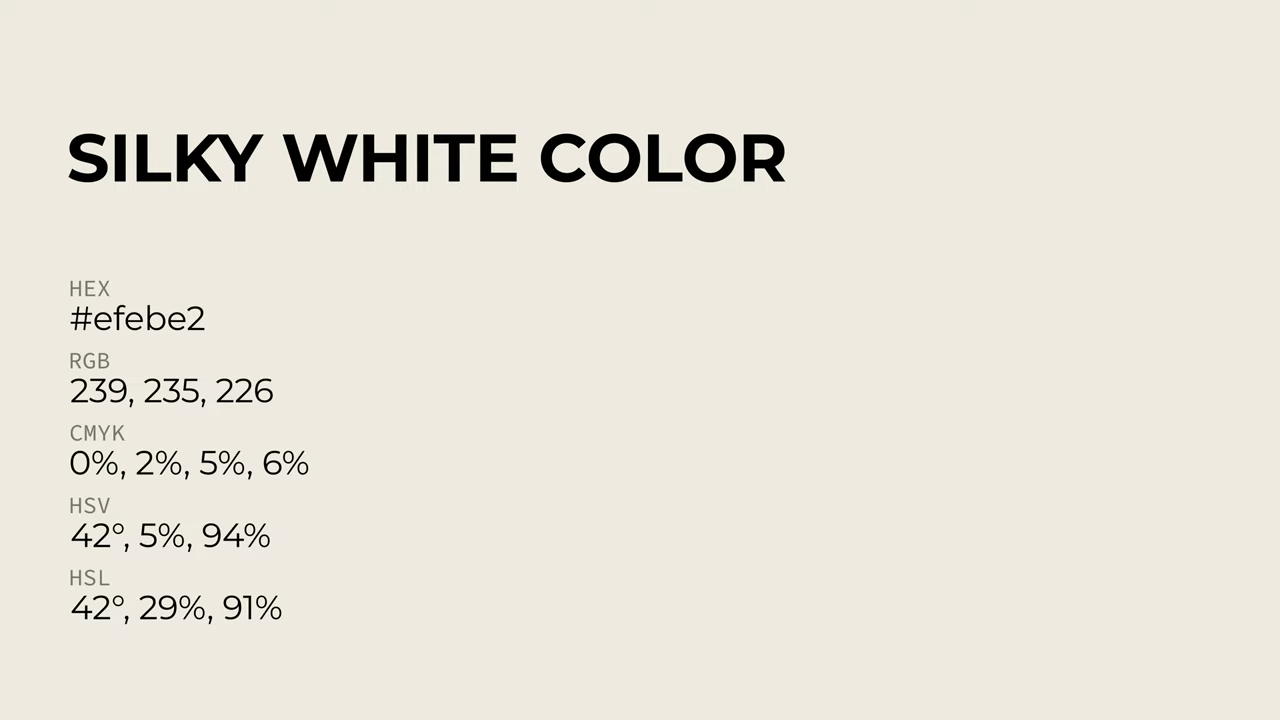 SILKY WHITE COLOR
HEX
#efebe2
RGB
239, 235, 226
CMYK
0%, 2%, 5%, 6%
HSV
42°, 5%, 94%
HSL
42°, 29%, 91%